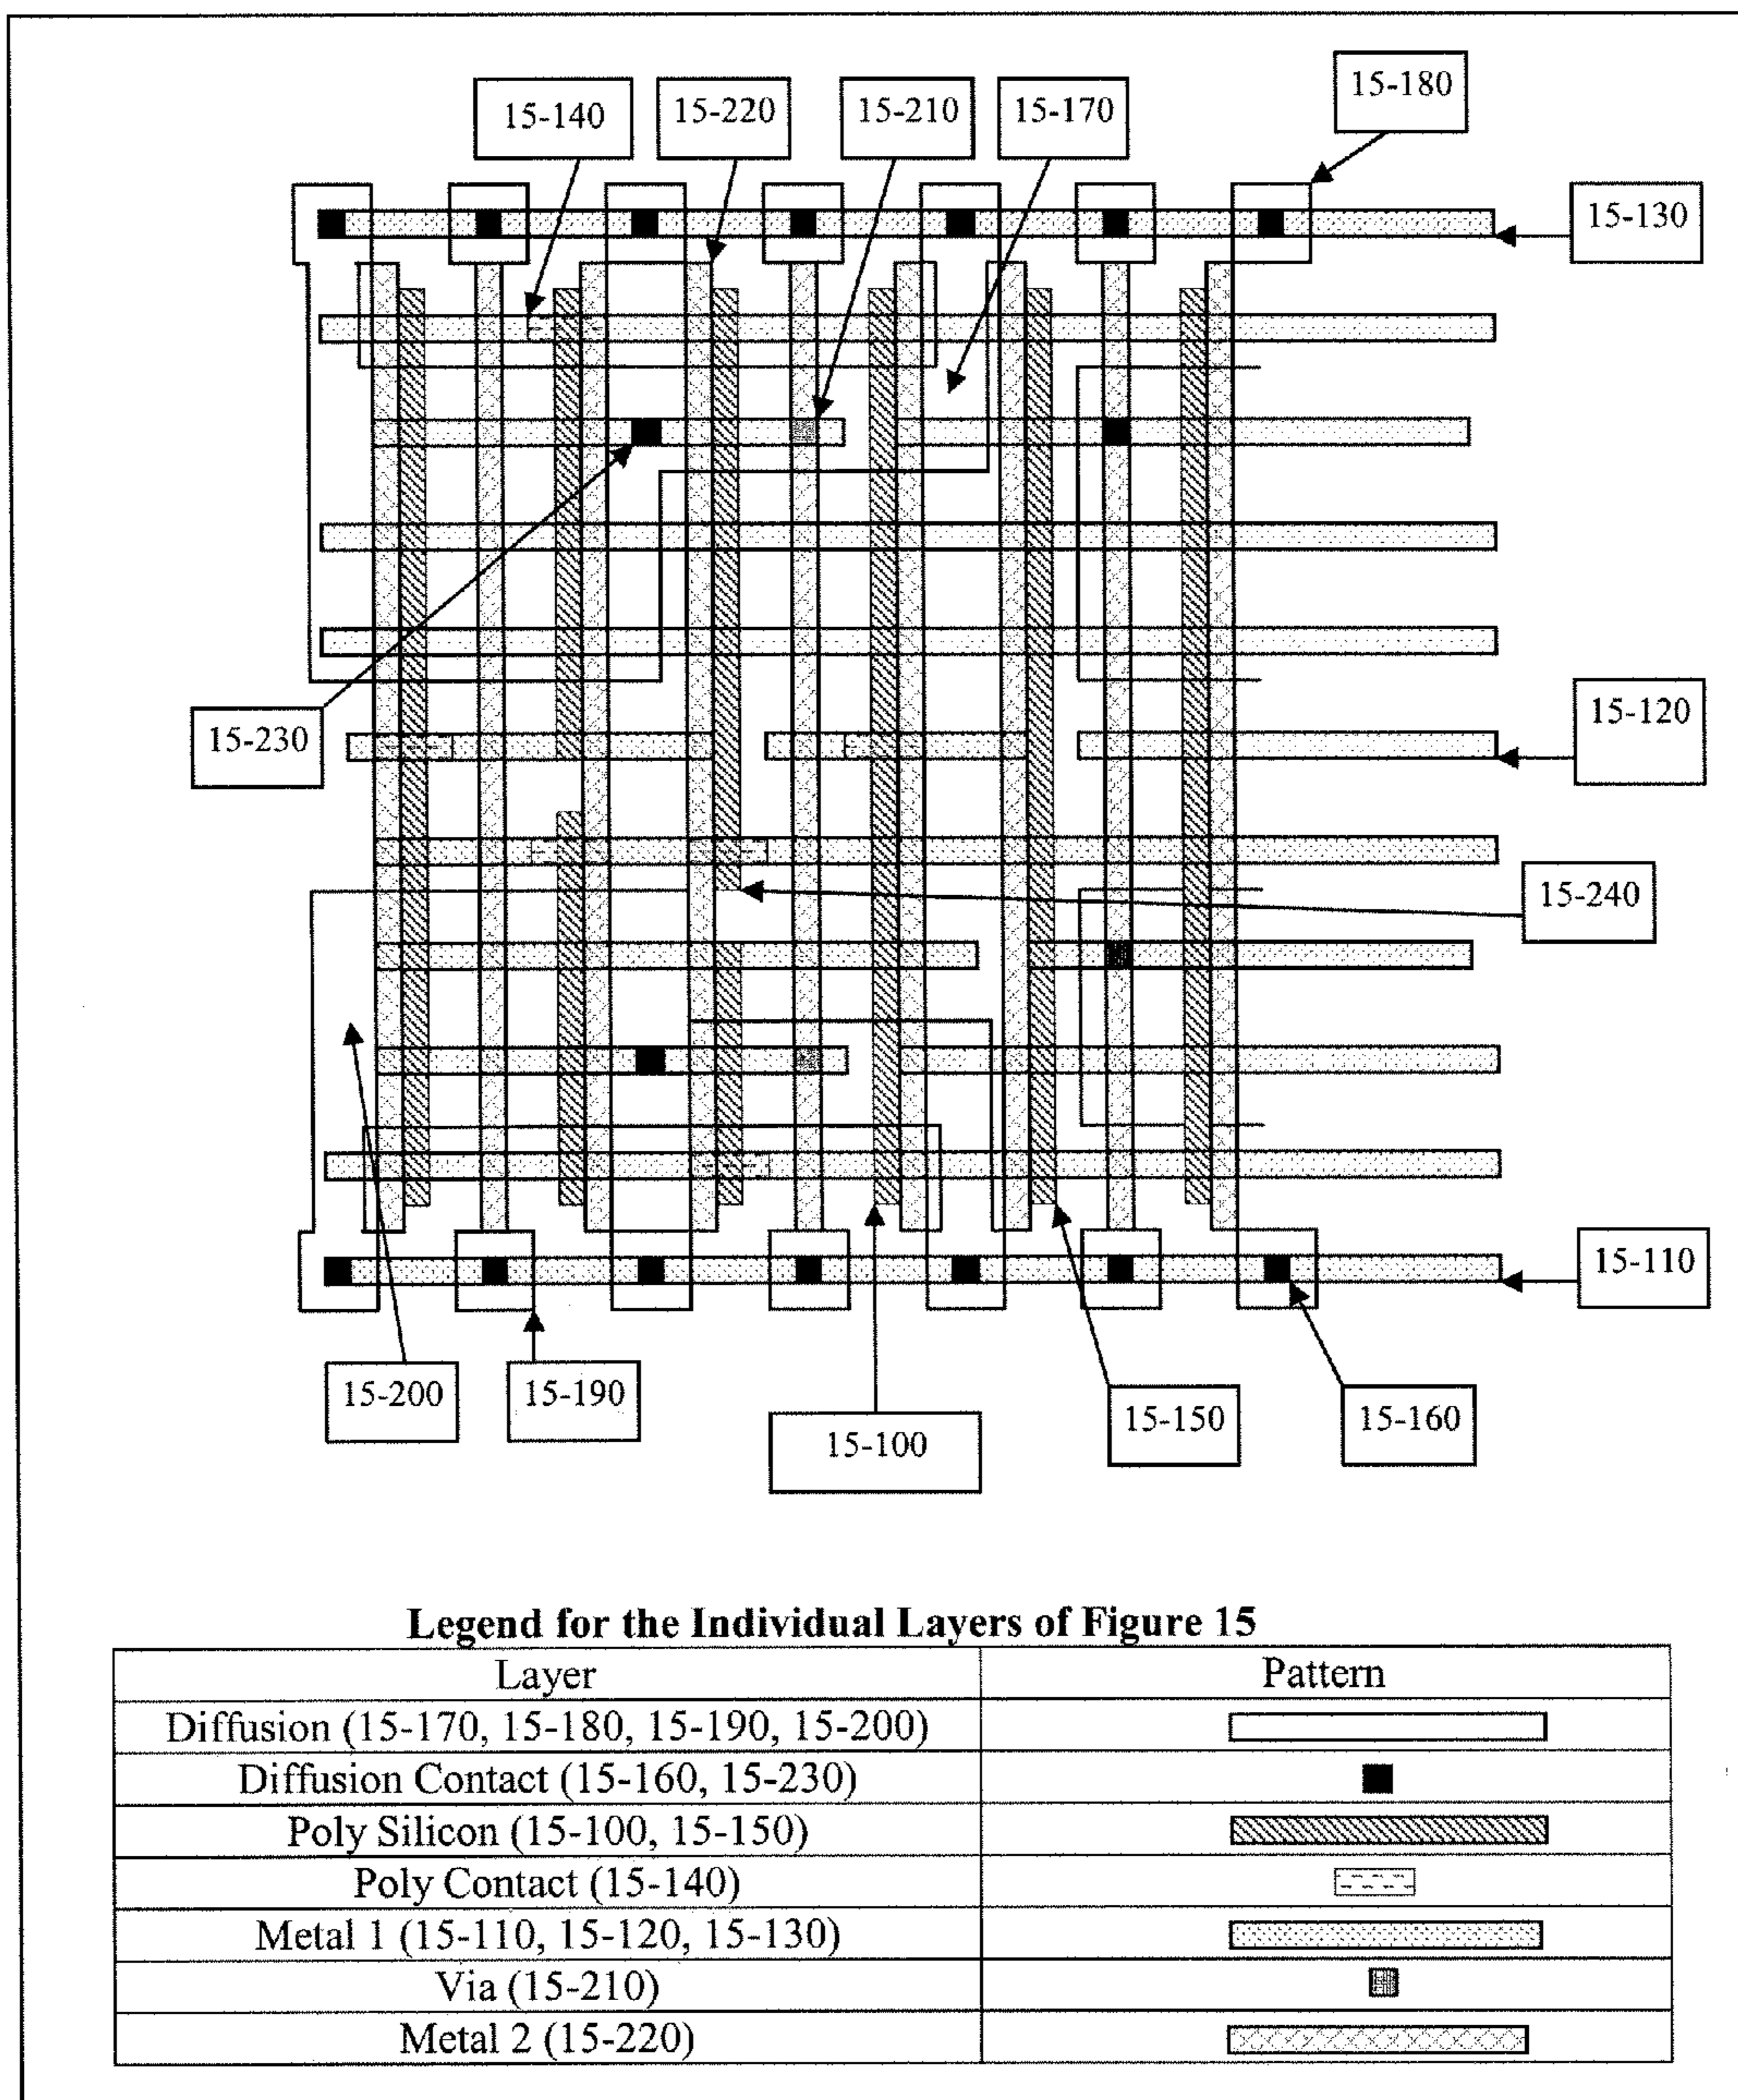 15-140
15-220
15-210
15-170
15-180
15-130
15-230
15-120
15-240
15-110
15-200
15-190
15-100
15-150
15-160
Legend for the Individual Layers of Figure 15
Layer Pattern
Diffusion (15-170, 15-180, 15-190, 15-200)
Diffusion Contact (15-160, 15-230)
Poly Silicon (15-100, 15-150)
Poly Contact (15-140)
Metal 1 (15-110, 15-120, 15-130)
Via (15-210)
Metal 2 (15-220)